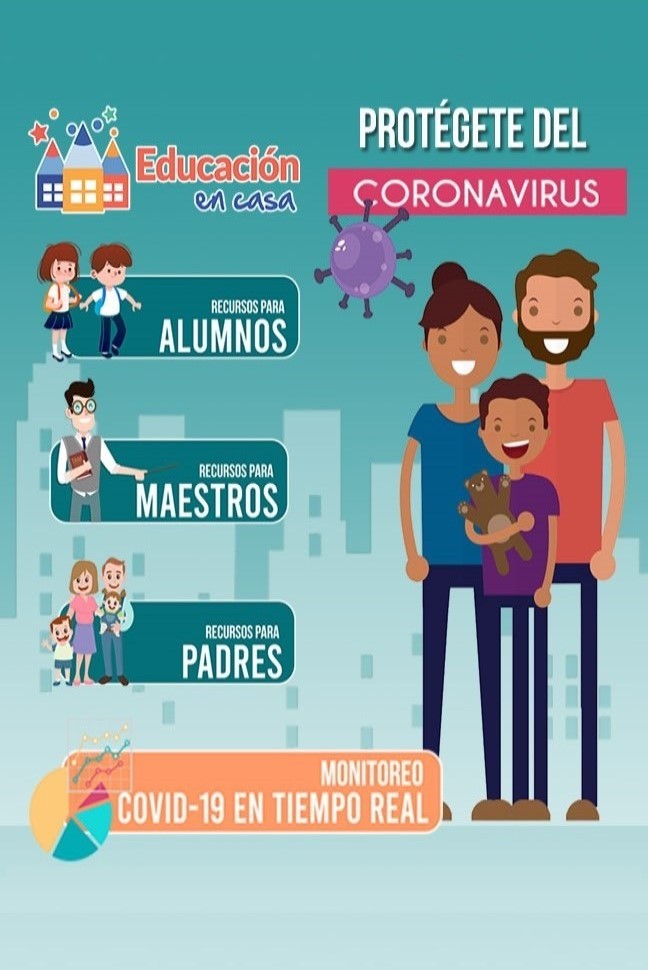 Educación
en casa
PROTÉGETE DEL
CORONAVIRUS
RECURSOS PARA
ALUMNOS
RECURSOS PARA
MAESTROS
RECURSOS PARA
PADRES
MONITOREO
COVID-19 EN TIEMPO REAL